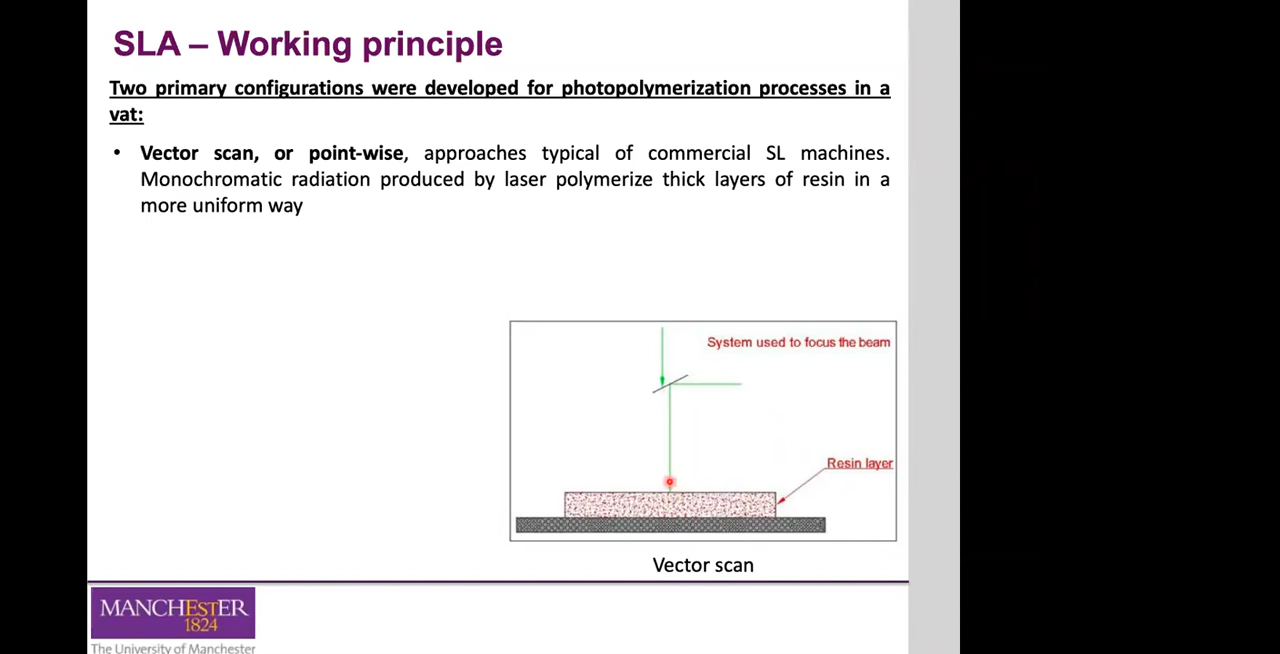 SLA – Working principle
Two primary configurations were developed for photopolymerization processes in a
vat:
• Vector scan, or point-wise, approaches typical of commercial SL machines.
Monochromatic radiation produced by laser polymerize thick layers of resin in a
more uniform way
System used to focus the beam
Resin layer
Vector scan
MANCHESTER
1824
The University of Manchester